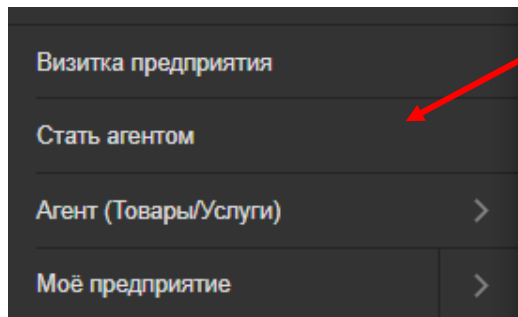 Визитка предприятия
Стать агентом
Агент (Товары/Услуги)
Моё предприятие